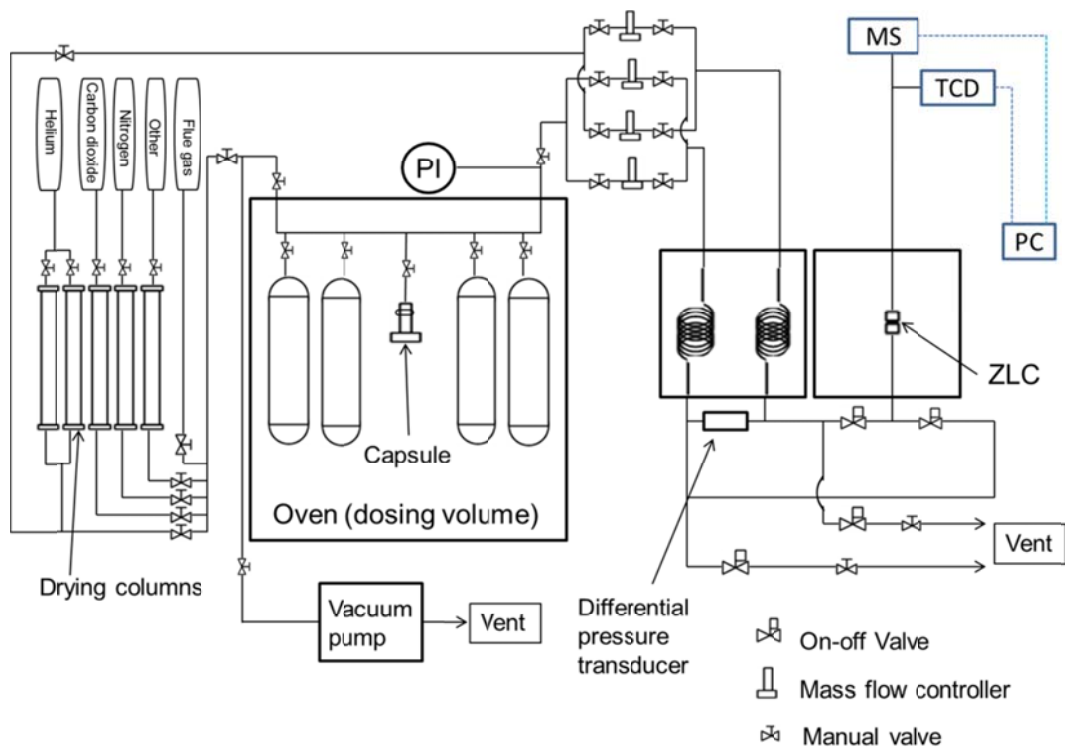 MS
TCD
PC
Helium
Carbon dioxide
Nitrogen
Other
Flue gas
PI
Capsule
Oven (dosing volume)
ZLC
Drying columns
Vacuum
pump
Vent
Differential
pressure
transducer
Vent
On-off Valve
Mass flow controller
Manual valve